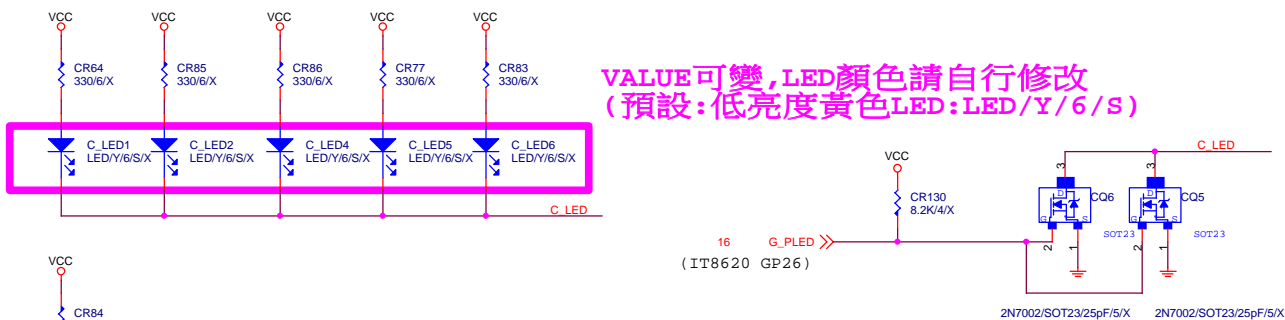 VCC VCC VCC VCC VCC
CR64 CR85 CR86 CR77 CR83
330/6/X 330/6/X 330/6/X 330/6/X 330/6/X
VALUE可變,LED顏色請自行修改
(預設:低亮度黃色LED:LED/Y/6/S)
C_LED1 C_LED2 C_LED4 C_LED5 C_LED6
LED/Y/6/S/X LED/Y/6/S/X LED/Y/6/S/X LED/Y/6/S/X LED/Y/6/S/X
C_LED
VCC
CR130
8.2K/4/X
16 G_PLED
(IT8620 GP26)
C_LED
3 3
D D
CQ6 CQ5
G S G S
SOT23 SOT23
2 1 2 1
2N7002/SOT23/25pF/5/X 2N7002/SOT23/25pF/5/X
VCC
CR84